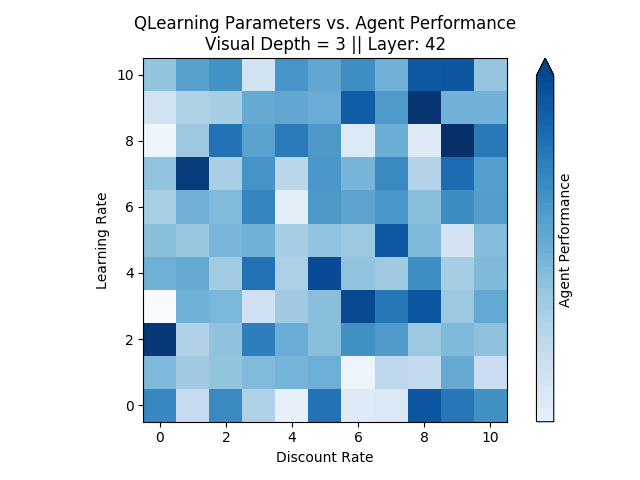 QLearning Parameters vs. Agent Performance
Visual Depth = 3 || Layer: 42
10
8
6
4
2
0
Learning Rate
0 2 4 6 8 10
Discount Rate
Agent Performance